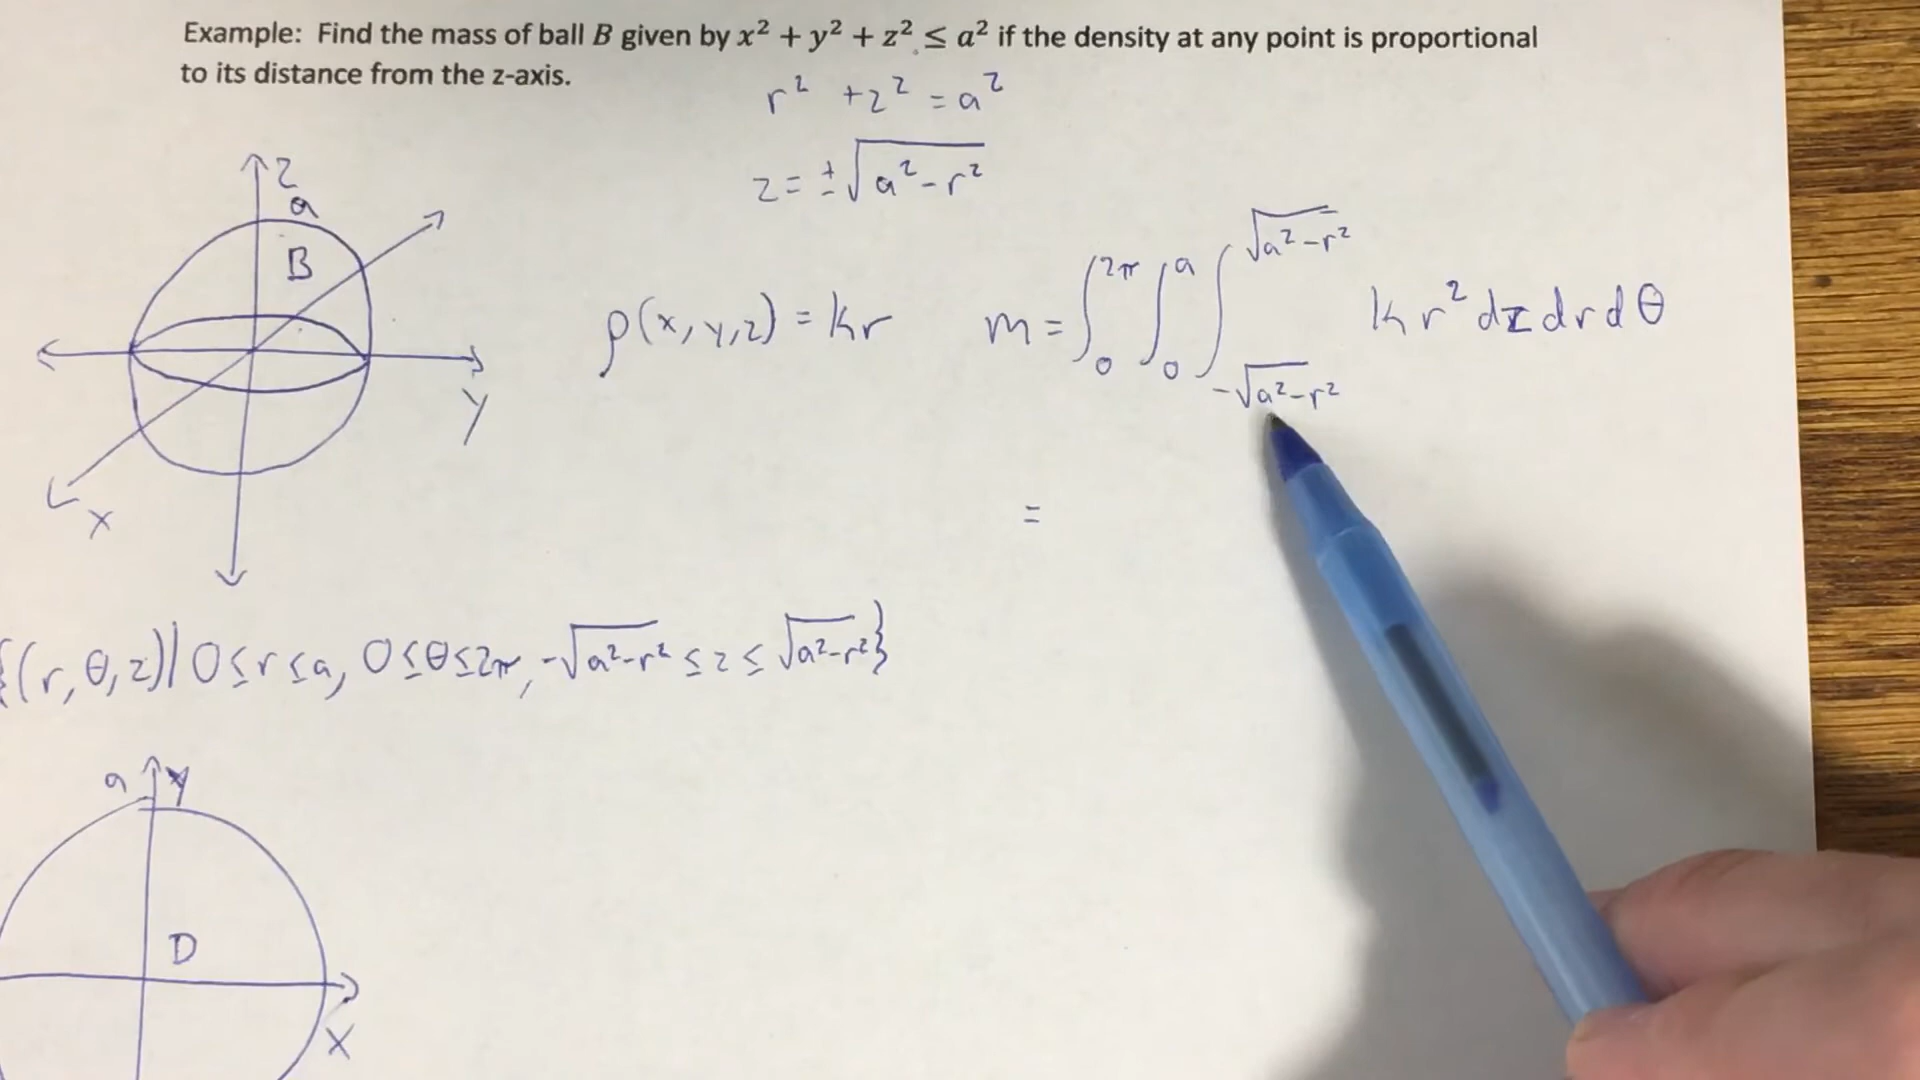 Example: Find the mass of ball B given by x² + y² + z² ≤ a² if the density at any point is proportional
to its distance from the z-axis.
r² + z² = a²
z = ±√(a² - r²)
z
a
B
y
x
ρ(x, y, z) = kr
m = ∫₀^2π ∫₀^a ∫_-√(a² - r²)^√(a² - r²) k r² dz dr dθ
=
{(r, θ, z) | 0 ≤ r ≤ a, 0 ≤ θ ≤ 2π, -√(a² - r²) ≤ z ≤ √(a² - r²)}
a
y
D
x